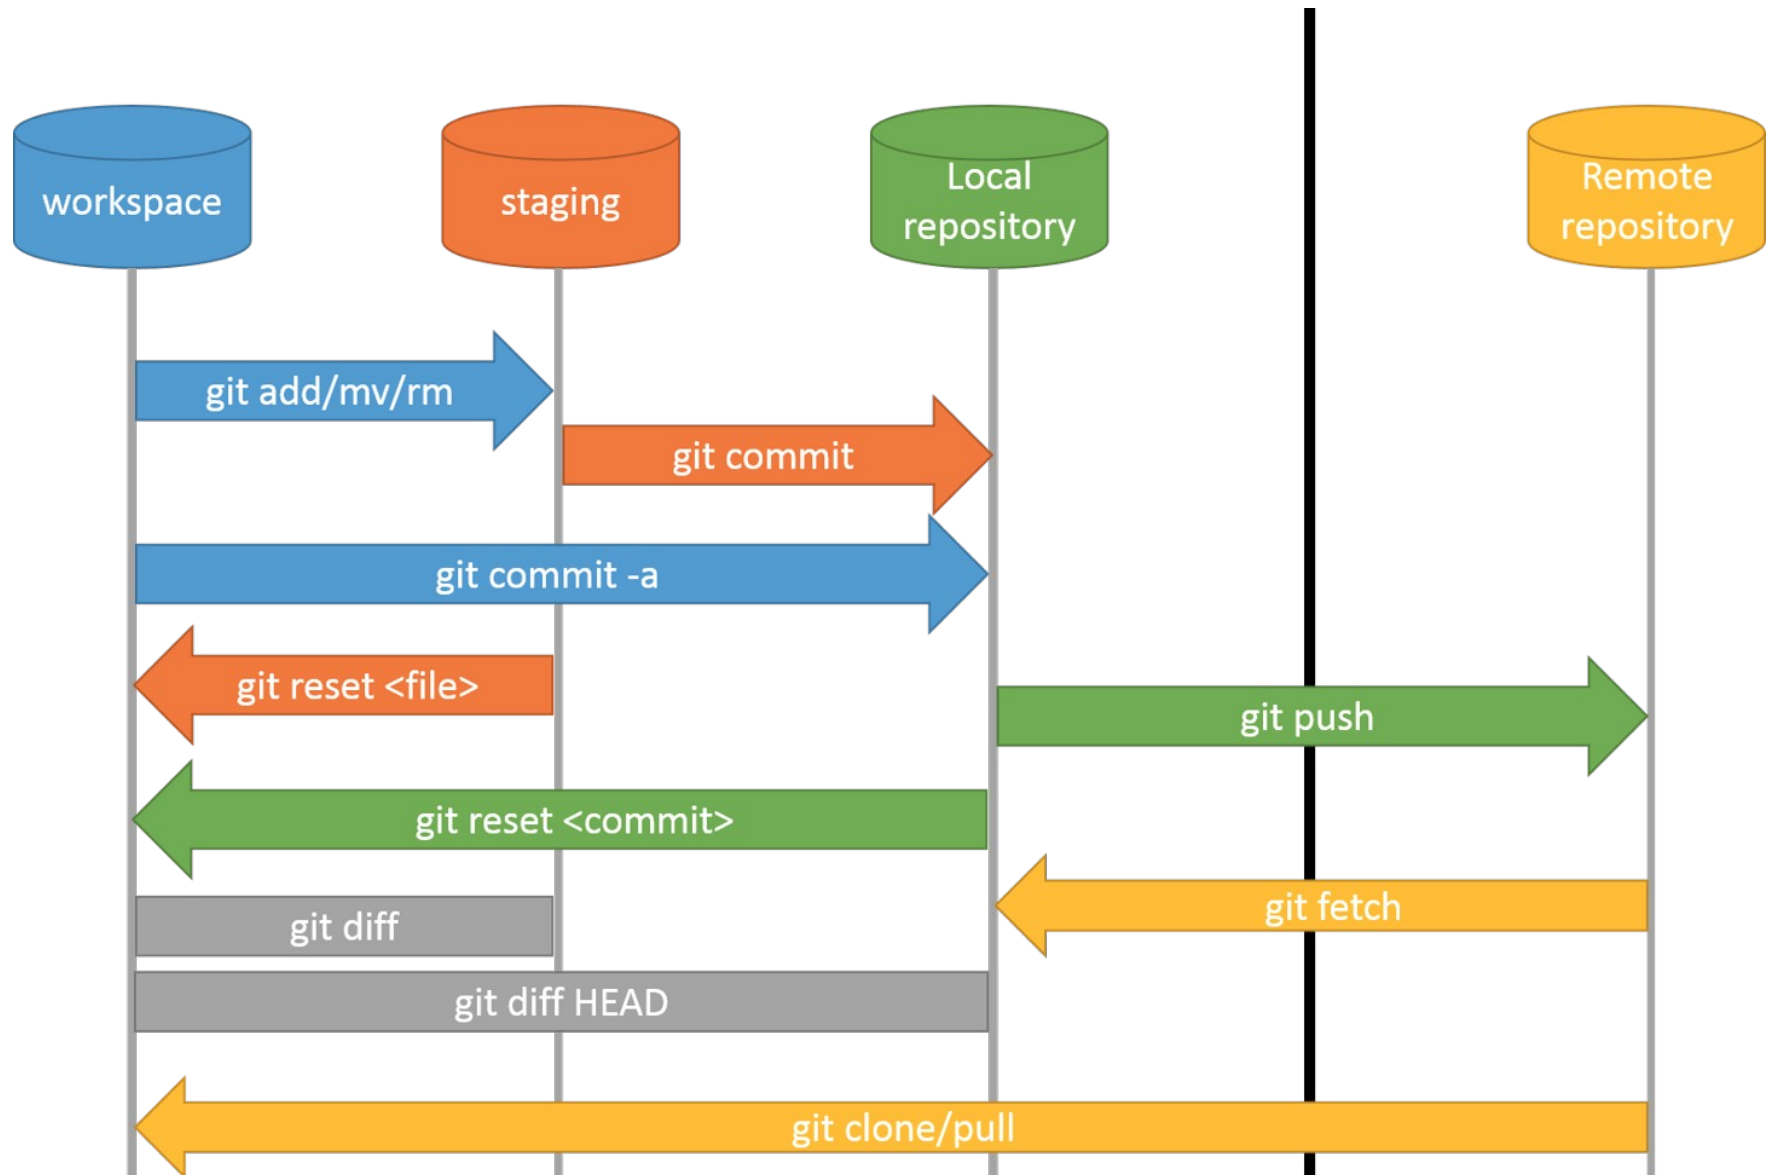 workspace
staging
Local
repository
Remote
repository
git add/mv/rm
git commit
git commit -a
git reset <file>
git push
git reset <commit>
git fetch
git diff
git diff HEAD
git clone/pull